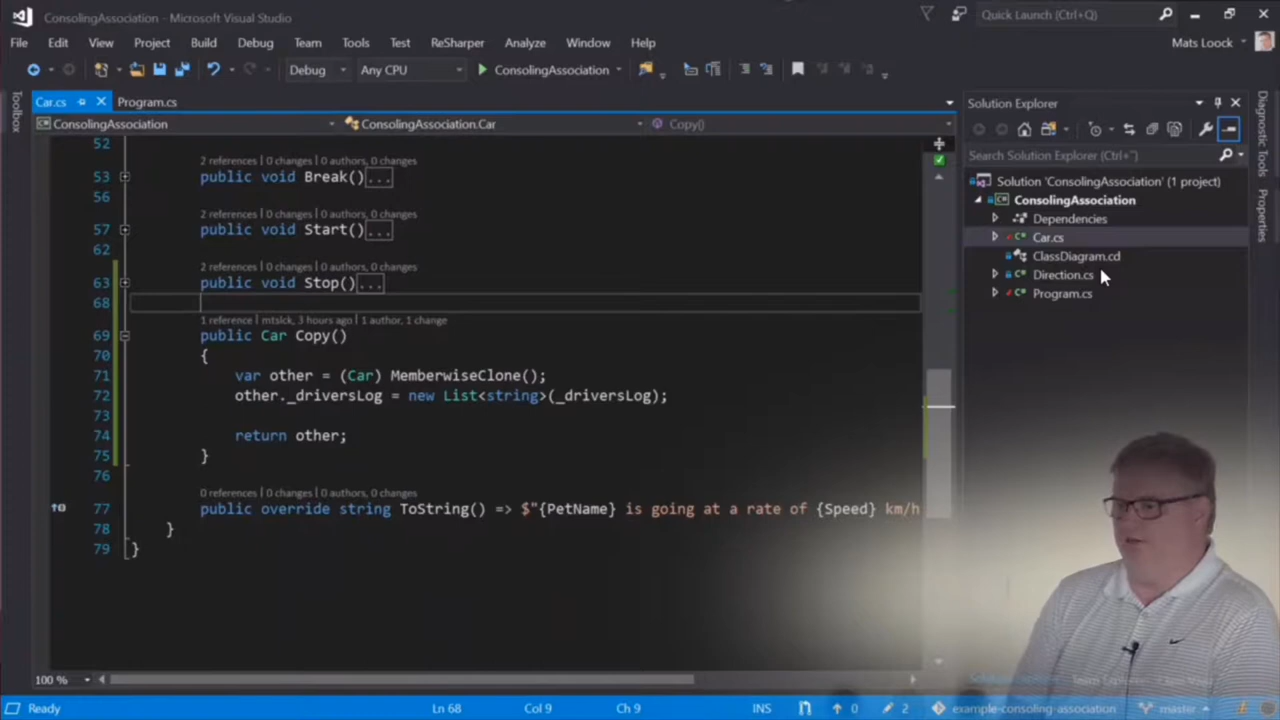 ConsolingAssociation - Microsoft Visual Studio
Quick Launch (Ctrl+Q)
File Edit View Project Build Debug Team Tools Test ReSharper Analyze Window Help
Mats Loock
Debug Any CPU ConsolingAssociation
Toolbox
Car.cs Program.cs
ConsolingAssociation ConsolingAssociation.Car Copy()
52
2 references | 0 changes | 0 authors, 0 changes
53 public void Break()...
56
2 references | 0 changes | 0 authors, 0 changes
57 public void Start()...
62
2 references | 0 changes | 0 authors, 0 changes
63 public void Stop()...
68
1 reference | mtslck, 3 hours ago | 1 author, 1 change
69 public Car Copy()
70 {
71 var other = (Car) MemberwiseClone();
72 other._driversLog = new List<string>(_driversLog);
73
74 return other;
75 }
76
0 references | 0 changes | 0 authors, 0 changes
77 public override string ToString() => $"{PetName} is going at a rate of {Speed} km/h
78 }
79 }
100 %
Solution Explorer
Search Solution Explorer (Ctrl+¨)
Solution 'ConsolingAssociation' (1 project)
ConsolingAssociation
Dependencies
Car.cs
ClassDiagram.cd
Direction.cs
Program.cs
Diagnostic Tools
Properties
Ready Ln 68 Col 9 Ch 9 INS 0 2 example-consoling-association master